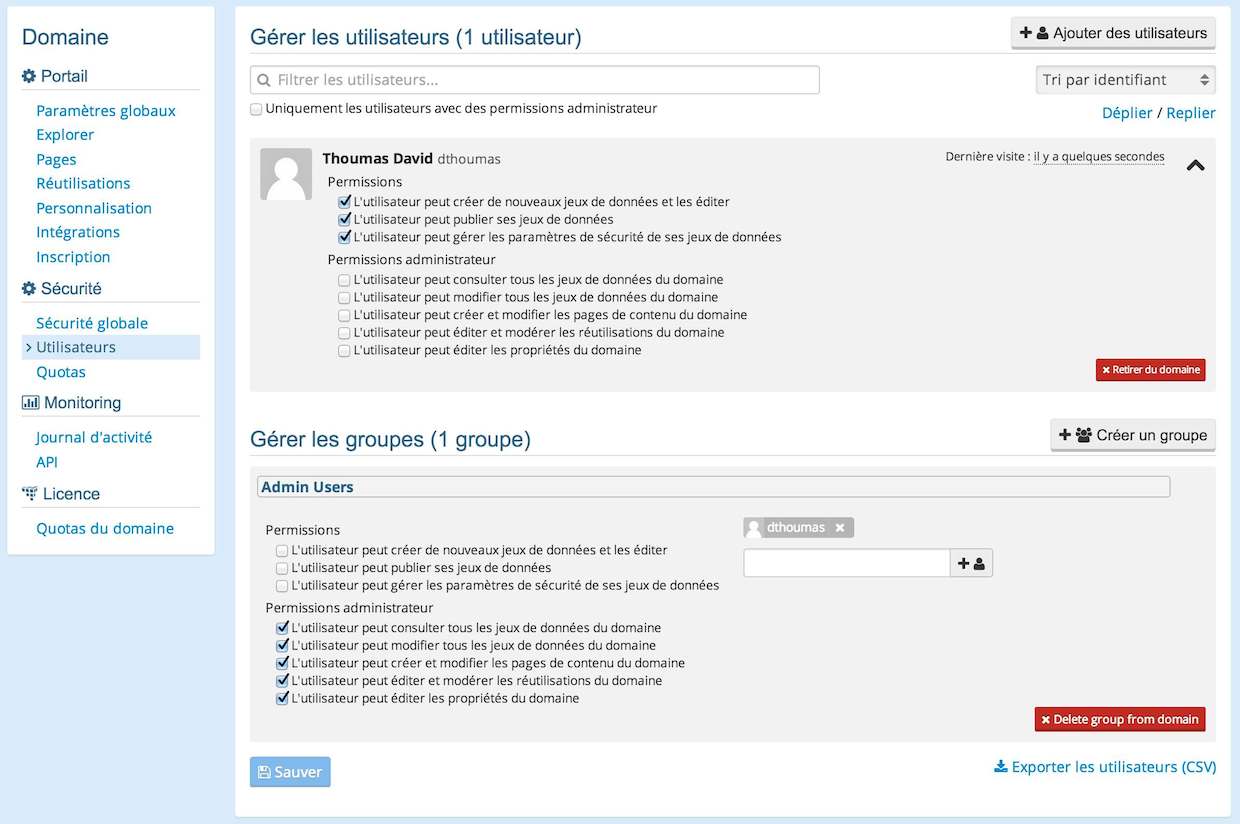 Domaine
Portail
Paramètres globaux
Explorer
Pages
Réutilisations
Personnalisation
Intégrations
Inscription
Sécurité
Sécurité globale
Utilisateurs
Quotas
Monitoring
Journal d'activité
API
Licence
Quotas du domaine
Gérer les utilisateurs (1 utilisateur)
Ajouter des utilisateurs
Filtrer les utilisateurs...
Tri par identifiant
Uniquement les utilisateurs avec des permissions administrateur
Déplier / Replier
Thoumas David dthoumas
Dernière visite : il y a quelques secondes
Permissions
L'utilisateur peut créer de nouveaux jeux de données et les éditer
L'utilisateur peut publier ses jeux de données
L'utilisateur peut gérer les paramètres de sécurité de ses jeux de données
Permissions administrateur
L'utilisateur peut consulter tous les jeux de données du domaine
L'utilisateur peut modifier tous les jeux de données du domaine
L'utilisateur peut créer et modifier les pages de contenu du domaine
L'utilisateur peut éditer et modérer les réutilisations du domaine
L'utilisateur peut éditer les propriétés du domaine
Retirer du domaine
Gérer les groupes (1 groupe)
Créer un groupe
Admin Users
Permissions
L'utilisateur peut créer de nouveaux jeux de données et les éditer
L'utilisateur peut publier ses jeux de données
L'utilisateur peut gérer les paramètres de sécurité de ses jeux de données
dthoumas
Permissions administrateur
L'utilisateur peut consulter tous les jeux de données du domaine
L'utilisateur peut modifier tous les jeux de données du domaine
L'utilisateur peut créer et modifier les pages de contenu du domaine
L'utilisateur peut éditer et modérer les réutilisations du domaine
L'utilisateur peut éditer les propriétés du domaine
Delete group from domain
Sauver
Exporter les utilisateurs (CSV)